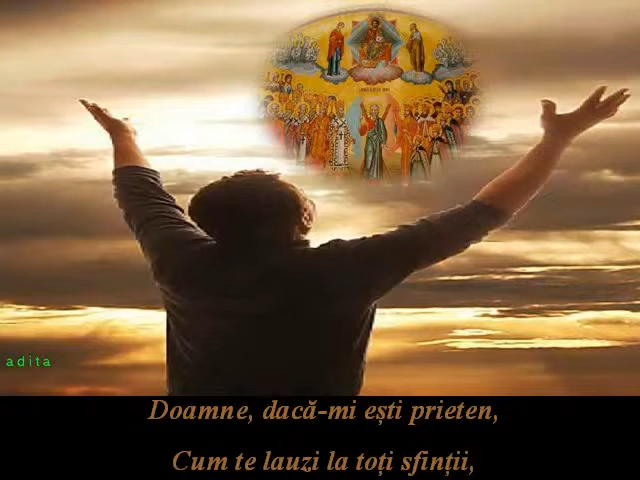 adita
Doamne, dacă-mi ești prieten,
Cum te lauzi la toți sfinții,